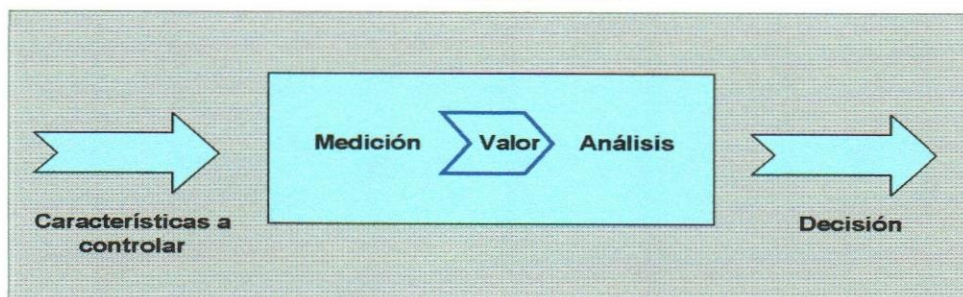 Medición Valor Análisis
Características a
controlar
Decisión